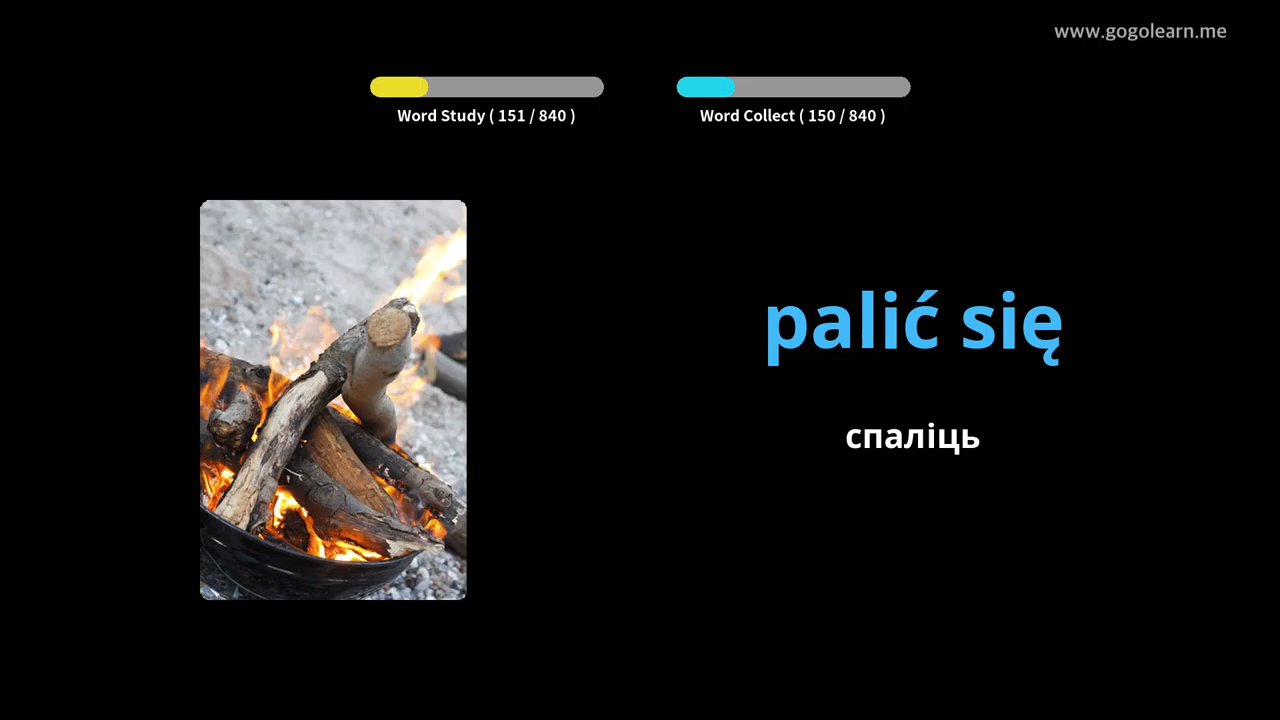 www.gogolearn.me
Word Study ( 151 / 840 )
Word Collect ( 150 / 840 )
palić się
спаліць